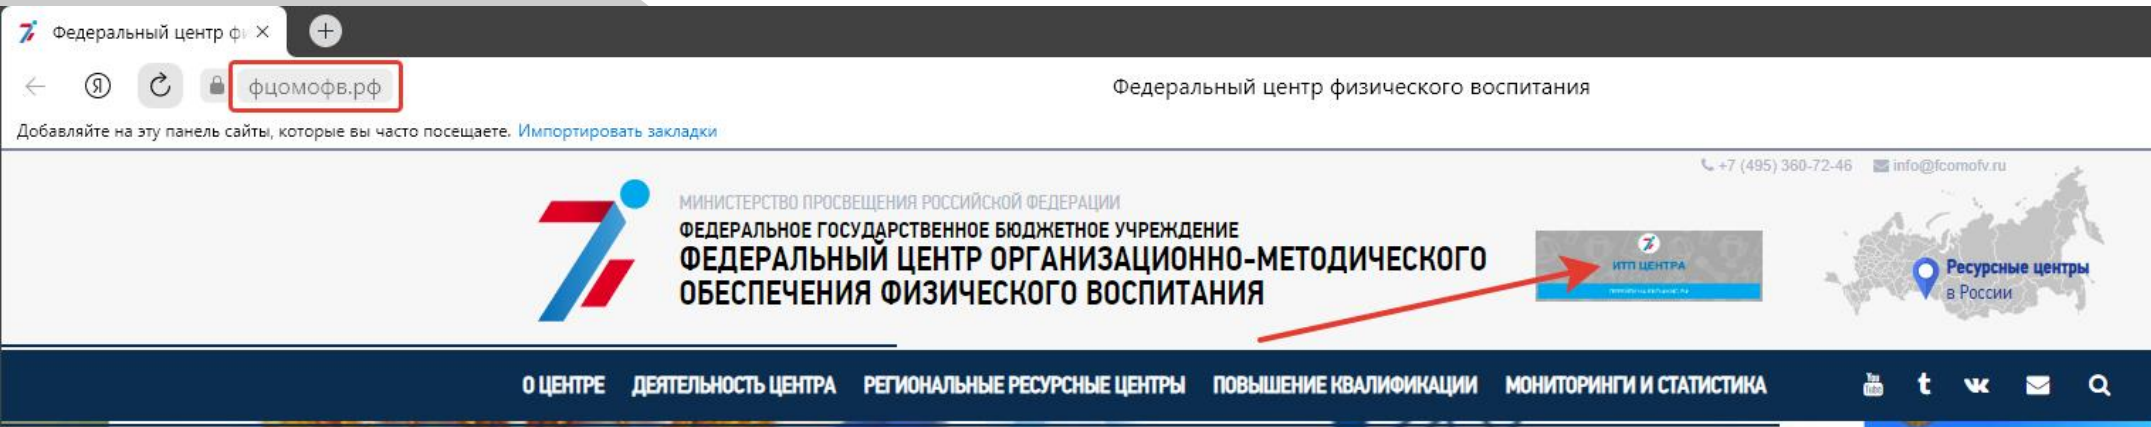 Федеральный центр фи
фцомофв.рф
Федеральный центр физического воспитания
Добавляйте на эту панель сайты, которые вы часто посещаете. Импортировать закладки
+7 (495) 360-72-46 info@fcomofv.ru
МИНИСТЕРСТВО ПРОСВЕЩЕНИЯ РОССИЙСКОЙ ФЕДЕРАЦИИ
ФЕДЕРАЛЬНОЕ ГОСУДАРСТВЕННОЕ БЮДЖЕТНОЕ УЧРЕЖДЕНИЕ
ФЕДЕРАЛЬНЫЙ ЦЕНТР ОРГАНИЗАЦИОННО-МЕТОДИЧЕСКОГО
ОБЕСПЕЧЕНИЯ ФИЗИЧЕСКОГО ВОСПИТАНИЯ
ИТП ЦЕНТРА
Ресурсные центры
в России
О ЦЕНТРЕ ДЕЯТЕЛЬНОСТЬ ЦЕНТРА РЕГИОНАЛЬНЫЕ РЕСУРСНЫЕ ЦЕНТРЫ ПОВЫШЕНИЕ КВАЛИФИКАЦИИ МОНИТОРИНГИ И СТАТИСТИКА